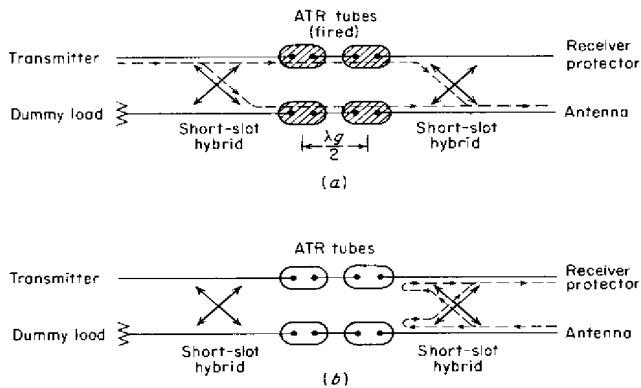 ATR tubes
(fired)
Transmitter
Receiver
protector
Dummy load
Antenna
Short-slot
hybrid
Short-slot
hybrid
λg
2
(a)
ATR tubes
Transmitter
Receiver
protector
Dummy load
Antenna
Short-slot
hybrid
Short-slot
hybrid
(b)